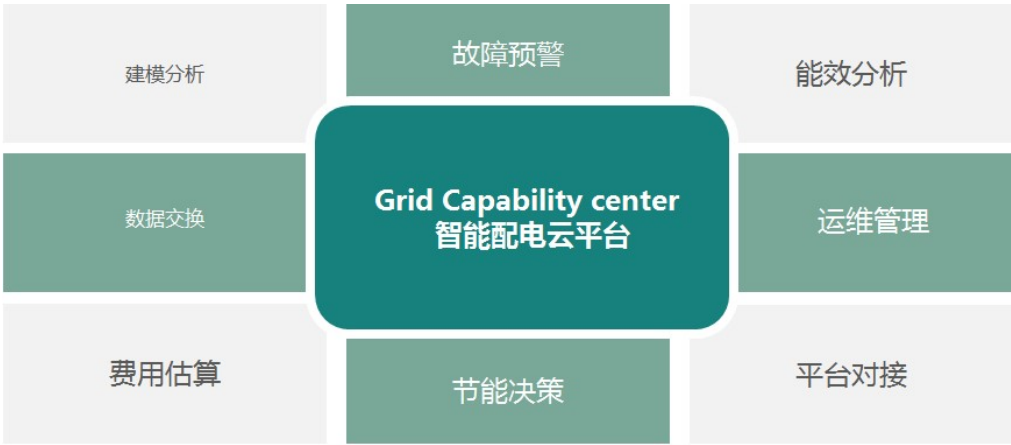 建模分析
故障预警
能效分析
数据交换
Grid Capability center
智能配电云平台
运维管理
费用估算
节能决策
平台对接